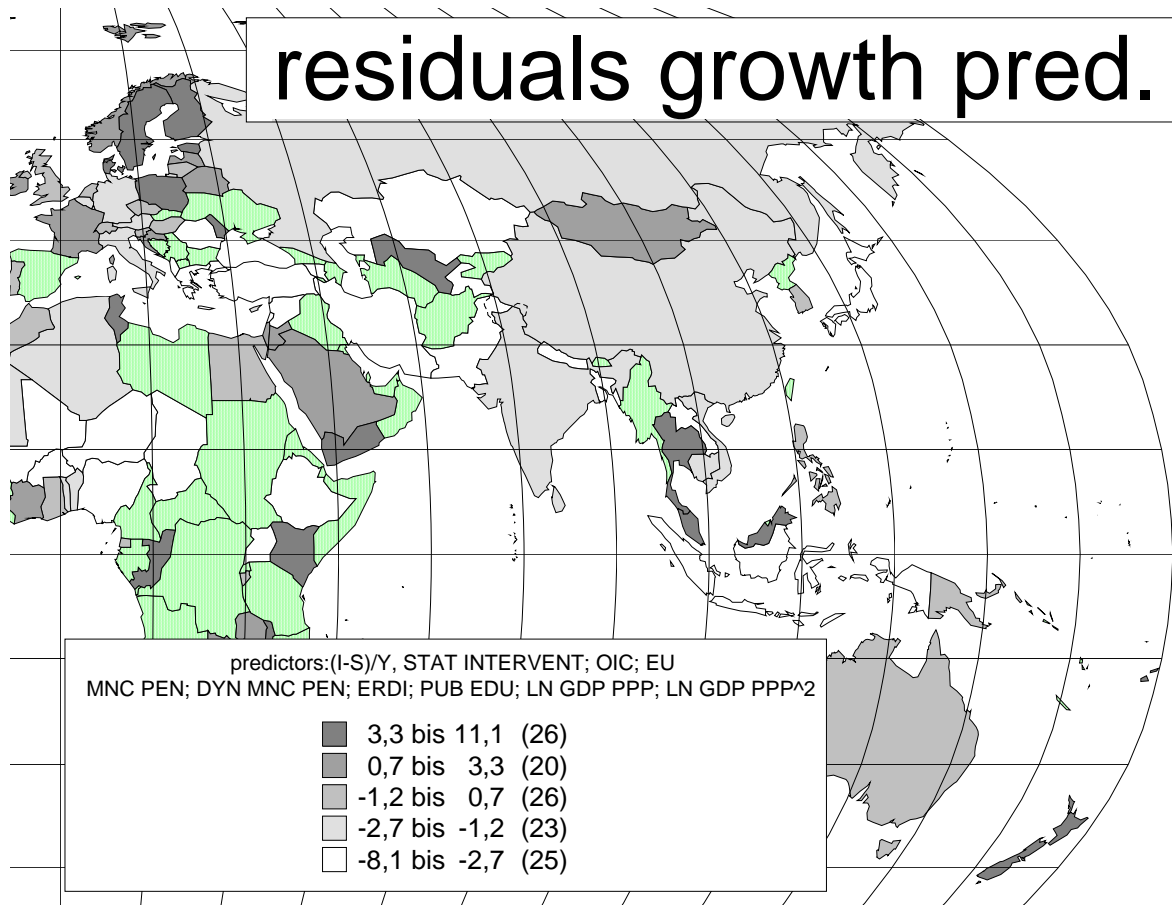 residuals growth pred.
predictors:(I-S)/Y, STAT INTERVENT; OIC; EU
MNC PEN; DYN MNC PEN; ERDI; PUB EDU; LN GDP PPP; LN GDP PPP^2
3,3 bis 11,1 (26)
0,7 bis 3,3 (20)
-1,2 bis 0,7 (26)
-2,7 bis -1,2 (23)
-8,1 bis -2,7 (25)